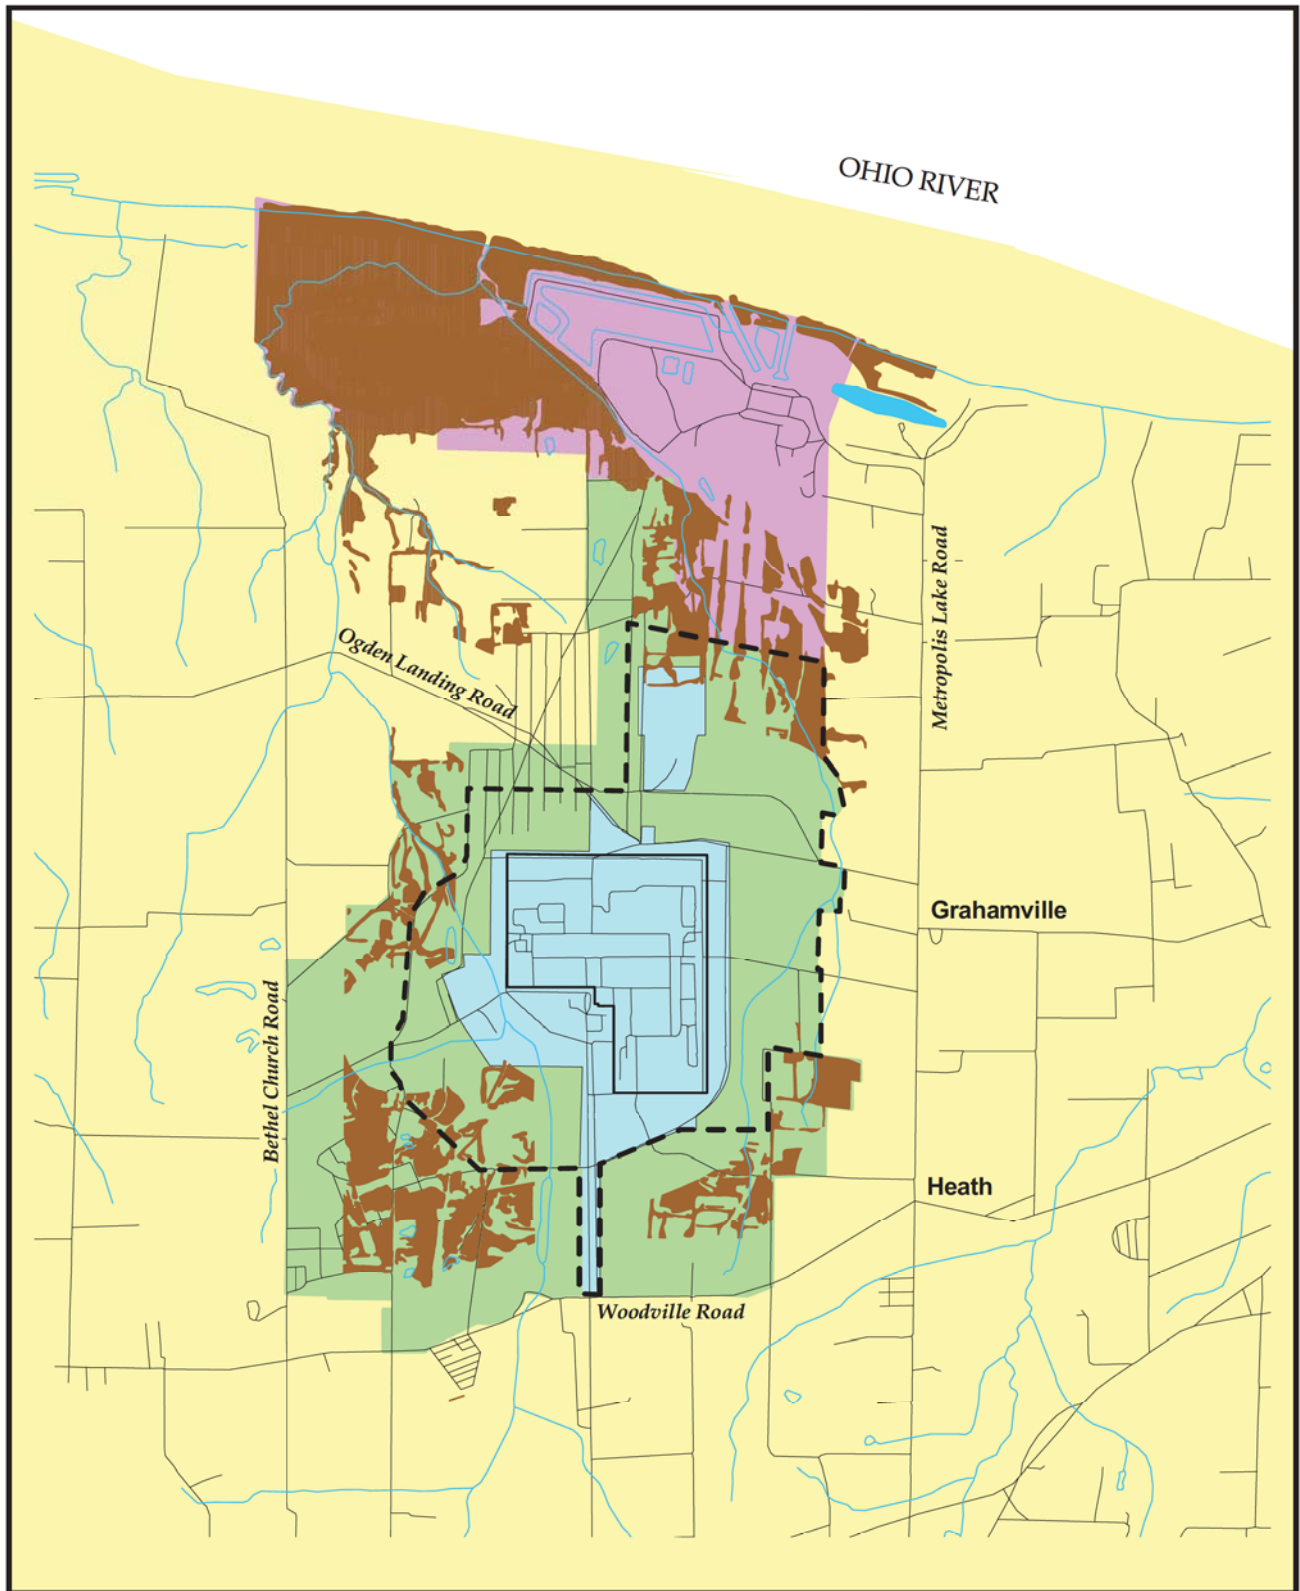 OHIO RIVER
Metropolis Lake Road
Ogden Landing Road
Grahamville
Bethel Church Road
Heath
Woodville Road